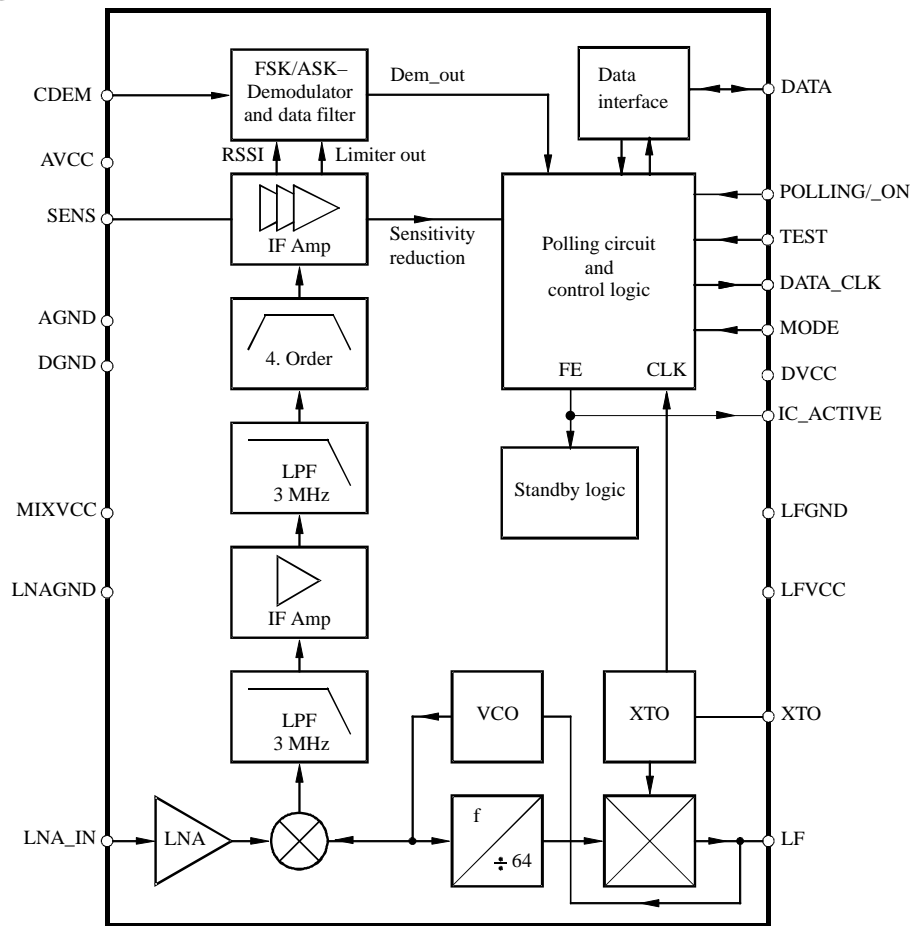 FSK/ASK–
Demodulator
and data filter
Dem_out
Data
interface
CDEM
DATA
RSSI
Limiter out
AVCC
POLLING/_ON
SENS
IF Amp
Sensitivity
reduction
Polling circuit
and
control logic
TEST
DATA_CLK
AGND
MODE
DGND
4. Order
FE
CLK
DVCC
IC_ACTIVE
LPF
3 MHz
Standby logic
MIXVCC
LFGND
LNAGND
IF Amp
LFVCC
LPF
3 MHz
VCO
XTO
XTO
LNA_IN
LNA
f
÷ 64
LF